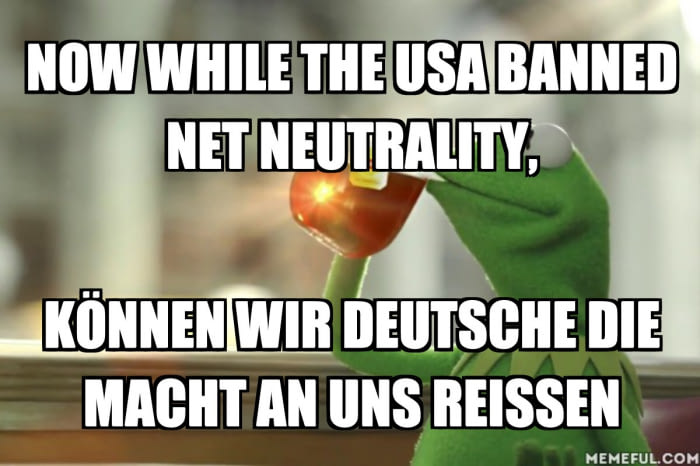 NOW WHILE THE USA BANNED
NET NEUTRALITY,
KÖNNEN WIR DEUTSCHE DIE
MACHT AN UNS REISSEN
MEMEFUL.COM